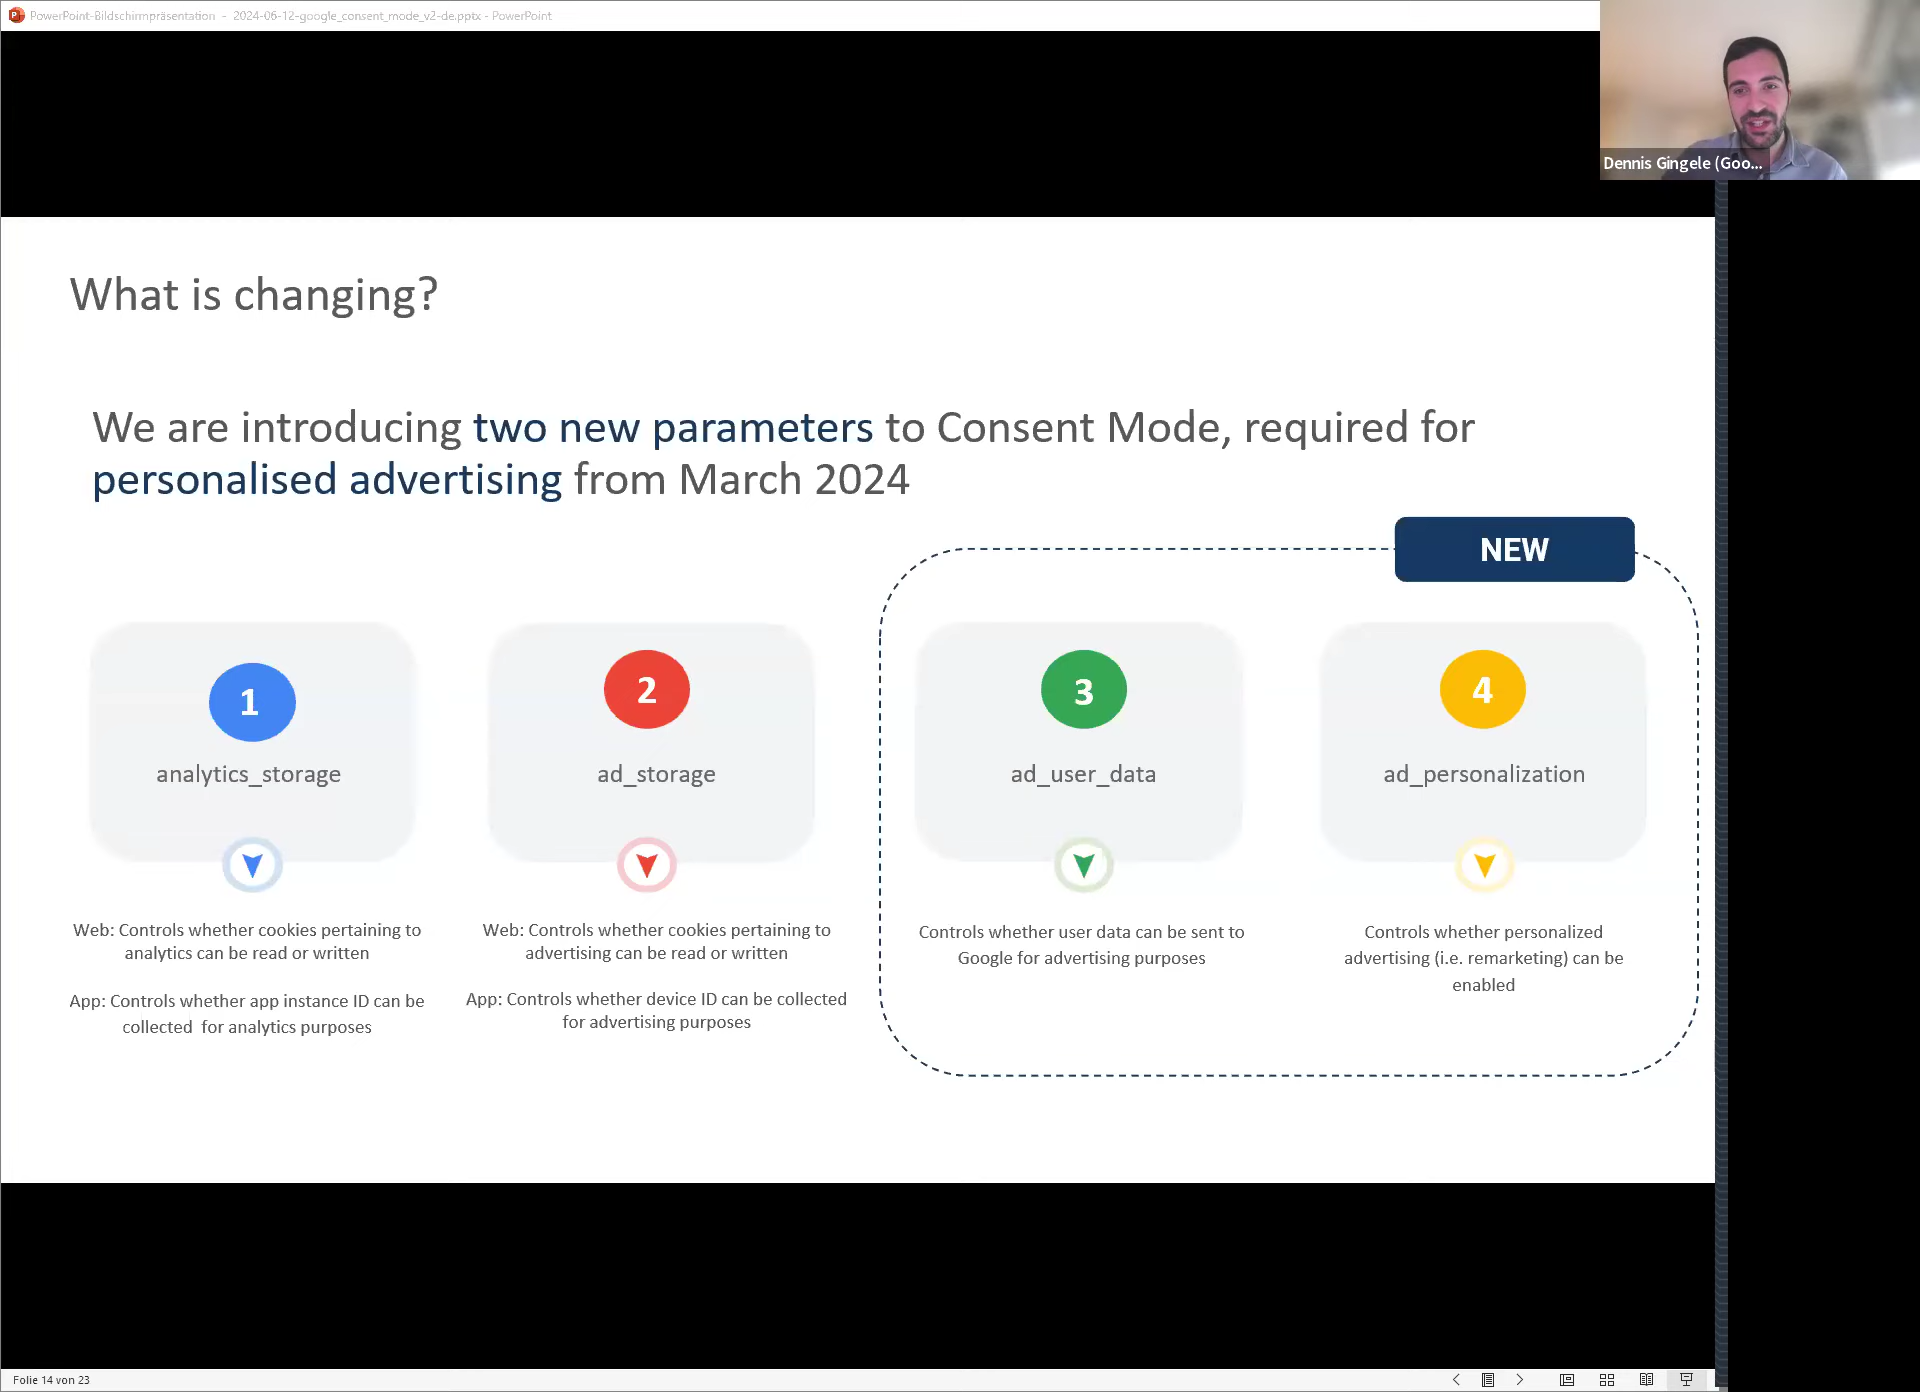 PowerPoint-Bildschirmpräsentation - 2024-06-12-google_consent_mode_v2-de.pptx - PowerPoint
Dennis Gingele (Goo...
What is changing?
We are introducing two new parameters to Consent Mode, required for
personalised advertising from March 2024
NEW
1
analytics_storage
Web: Controls whether cookies pertaining to
analytics can be read or written
App: Controls whether app instance ID can be
collected for analytics purposes
2
ad_storage
Web: Controls whether cookies pertaining to
advertising can be read or written
App: Controls whether device ID can be collected
for advertising purposes
3
ad_user_data
Controls whether user data can be sent to
Google for advertising purposes
4
ad_personalization
Controls whether personalized
advertising (i.e. remarketing) can be
enabled
Folie 14 von 23